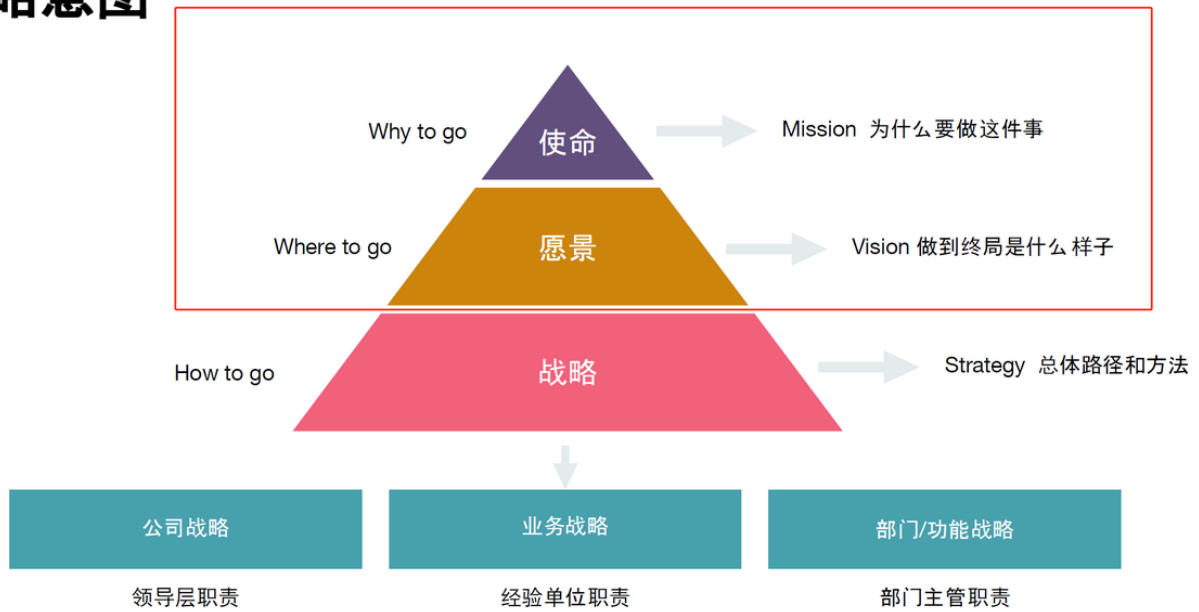 略意图
Why to go
使命
Mission 为什么要做这件事
Where to go
愿景
Vision 做到终局是什么样子
How to go
战略
Strategy 总体路径和方法
公司战略
业务战略
部门/功能战略
领导层职责
经验单位职责
部门主管职责